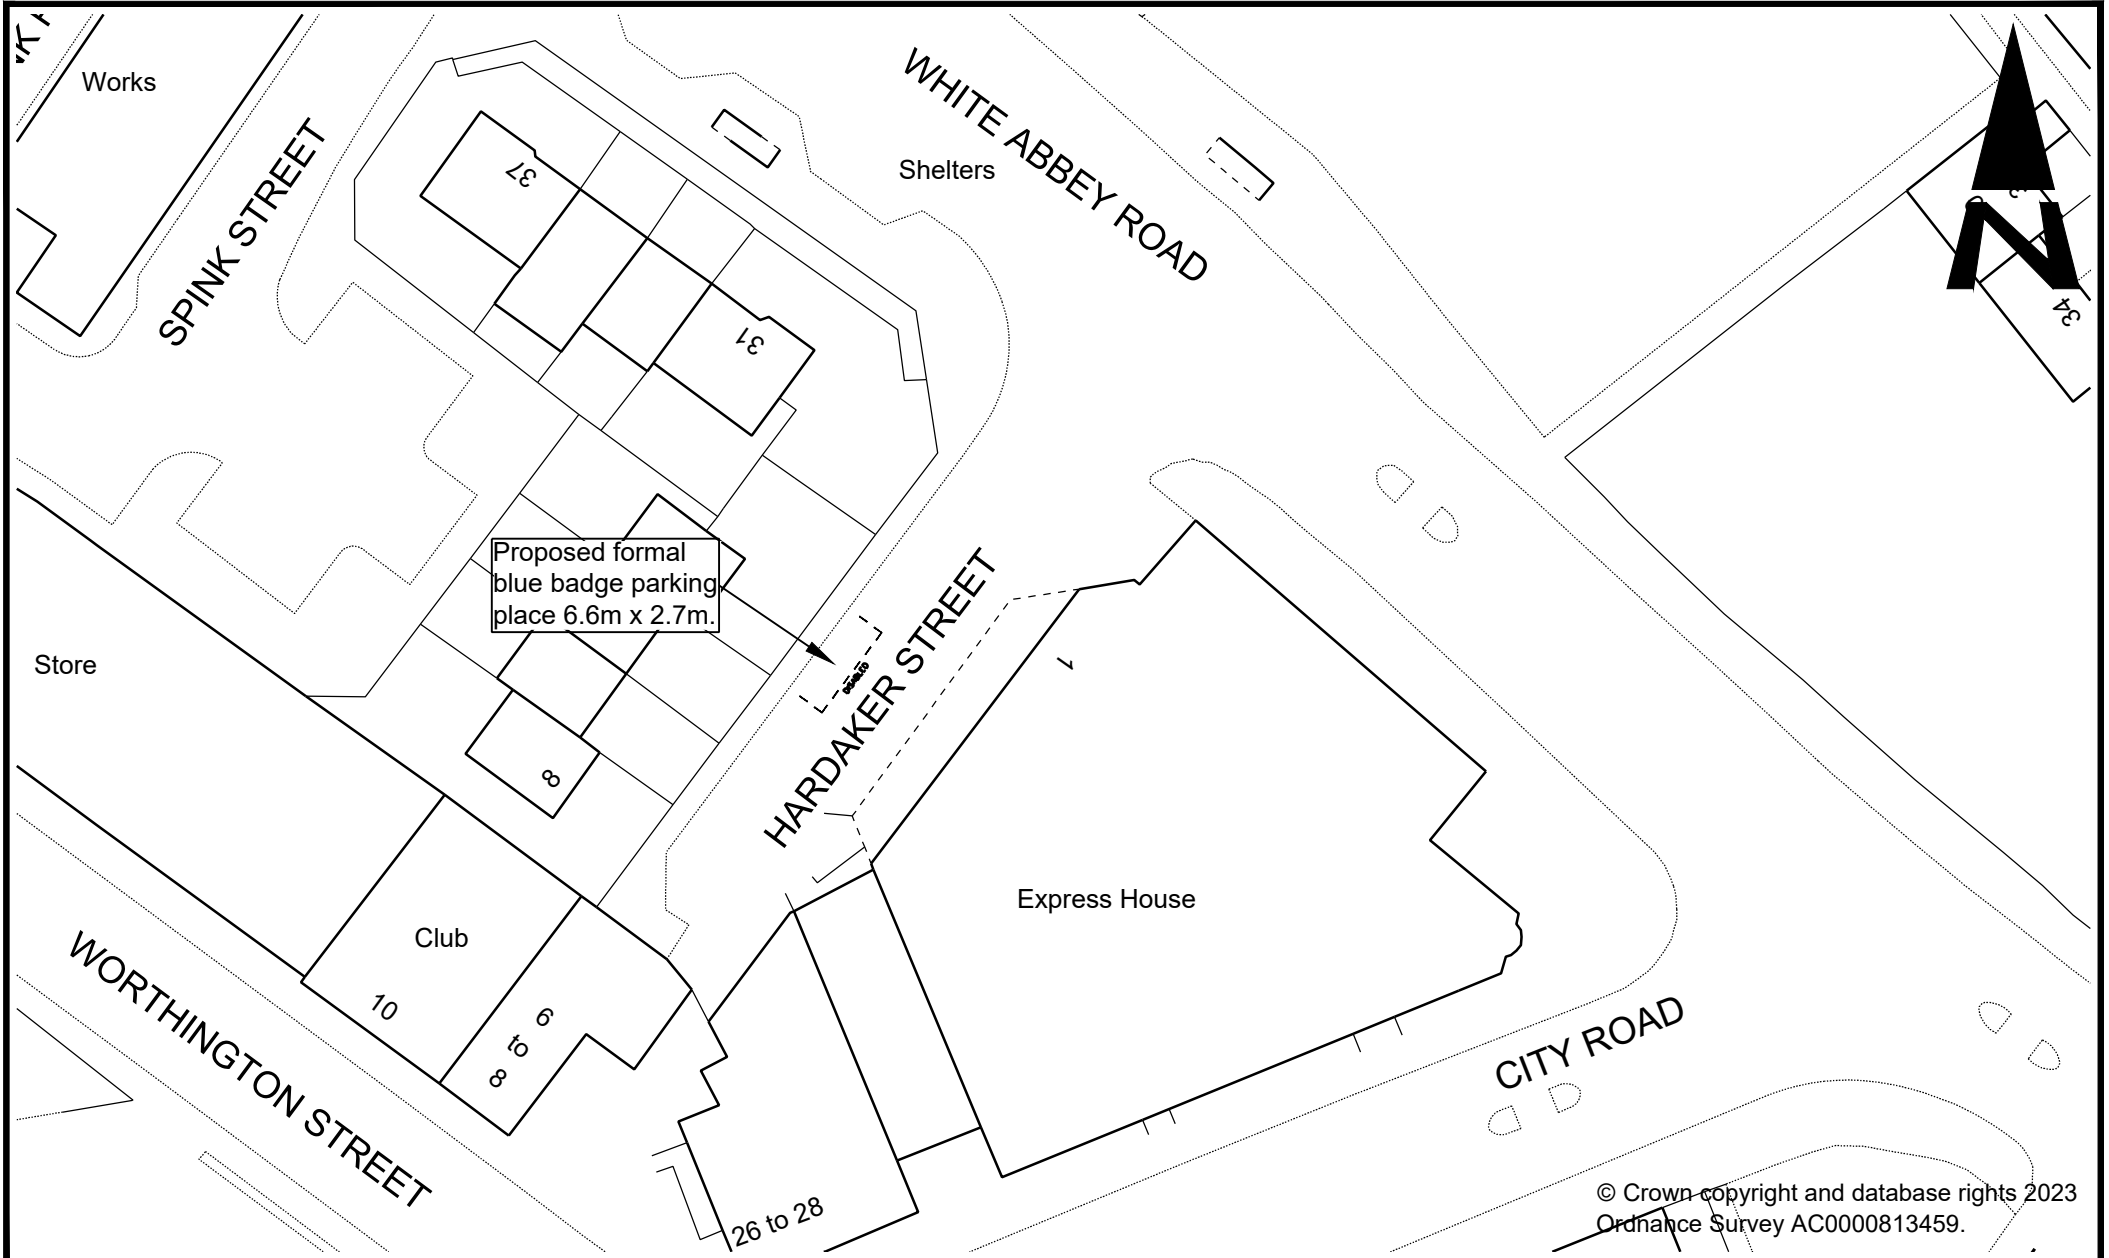 Works
SPINK STREET
WHITE ABBEY ROAD
Shelters
37
31
N
34
Proposed formal
blue badge parking
place 6.6m x 2.7m.
DISABLED
HARDAKER STREET
1
Store
8
Express House
Club
10
6
to
8
WORTHINGTON STREET
CITY ROAD
26 to 28
© Crown copyright and database rights 2023
Ordnance Survey AC0000813459.